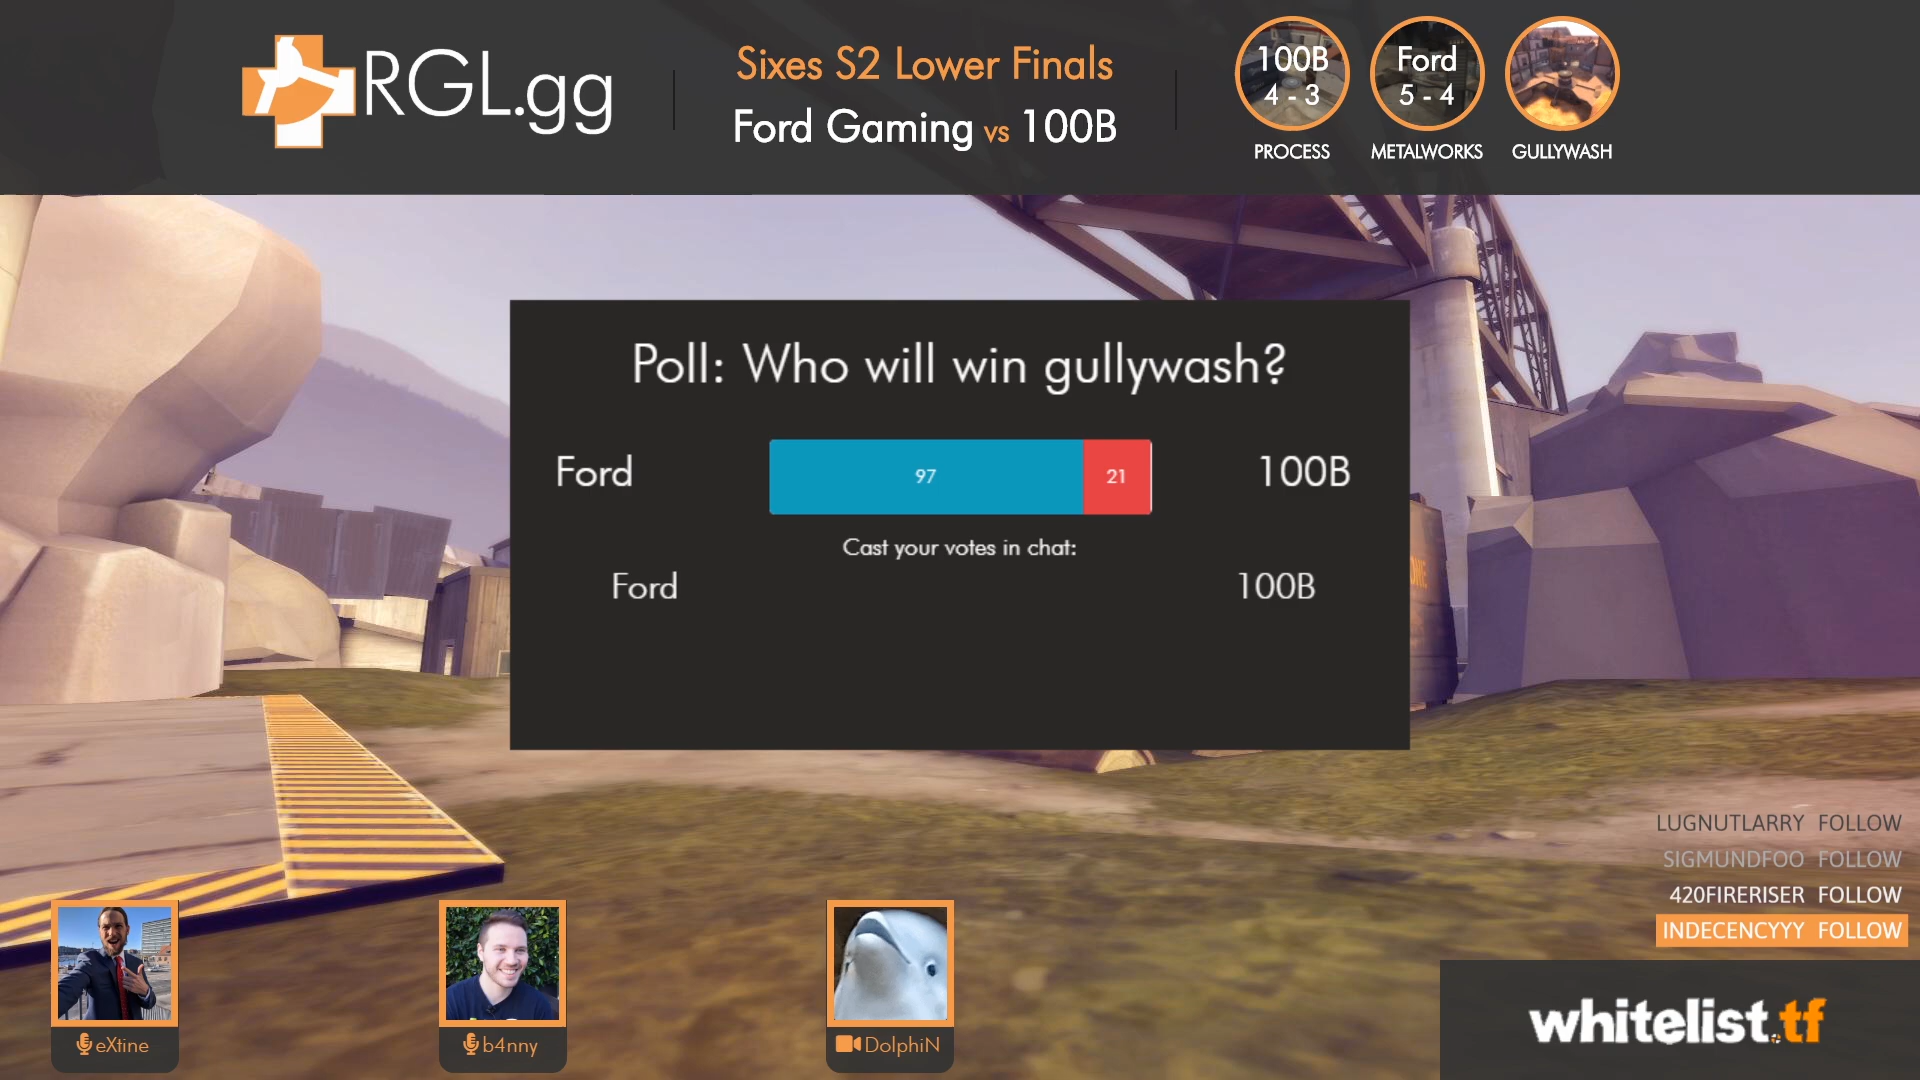 RGL.gg
Sixes S2 Lower Finals
Ford Gaming vs 100B
100B
4 - 3
PROCESS
Ford
5 - 4
METALWORKS
GULLYWASH
Poll: Who will win gullywash?
Ford
97
21
100B
Cast your votes in chat:
Ford
100B
LUGNUTLARRY FOLLOW
SIGMUNDFOO FOLLOW
420FIRERISER FOLLOW
INDECENCYYY FOLLOW
eXtine
b4nny
DolphiN
whitelist.tf